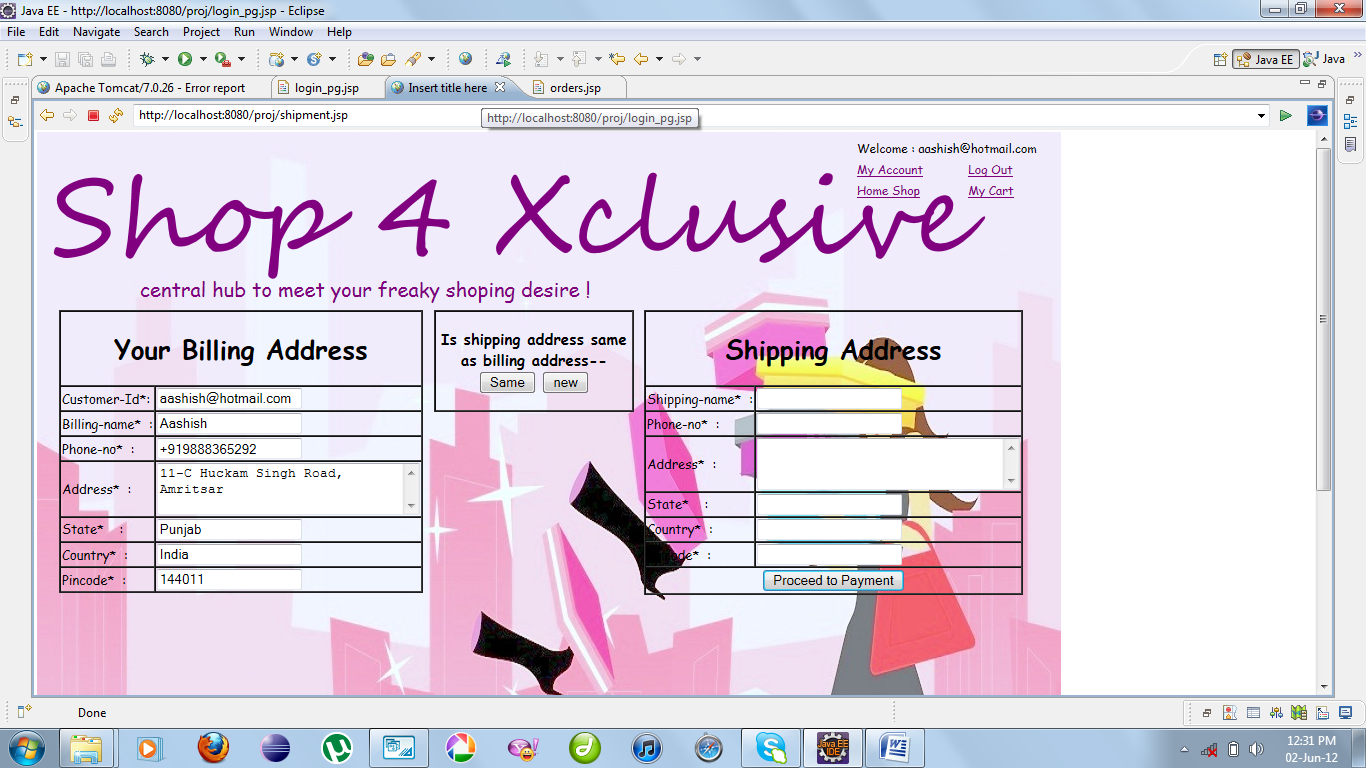 Java EE - http://localhost:8080/proj/login_pg.jsp - Eclipse
File Edit Navigate Search Project Run Window Help
Java EE Java
Apache Tomcat/7.0.26 - Error report login_pg.jsp Insert title here orders.jsp
http://localhost:8080/proj/shipment.jsp
http://localhost:8080/proj/login_pg.jsp
Welcome : aashish@hotmail.com
My Account Log Out
Home Shop My Cart
Shop 4 Xclusive
central hub to meet your freaky shoping desire !
Your Billing Address
Customer-Id*: aashish@hotmail.com
Billing-name* : Aashish
Phone-no* : +919888365292
Address* : 11-C Huckam Singh Road,
Amritsar
State* : Punjab
Country* : India
Pincode* : 144011
Is shipping address same
as billing address--
Same new
Shipping Address
Shipping-name* :
Phone-no* :
Address* :
State* :
Country* :
Proceed to Payment
Done
Java EE
IDE
12:31 PM
02-Jun-12